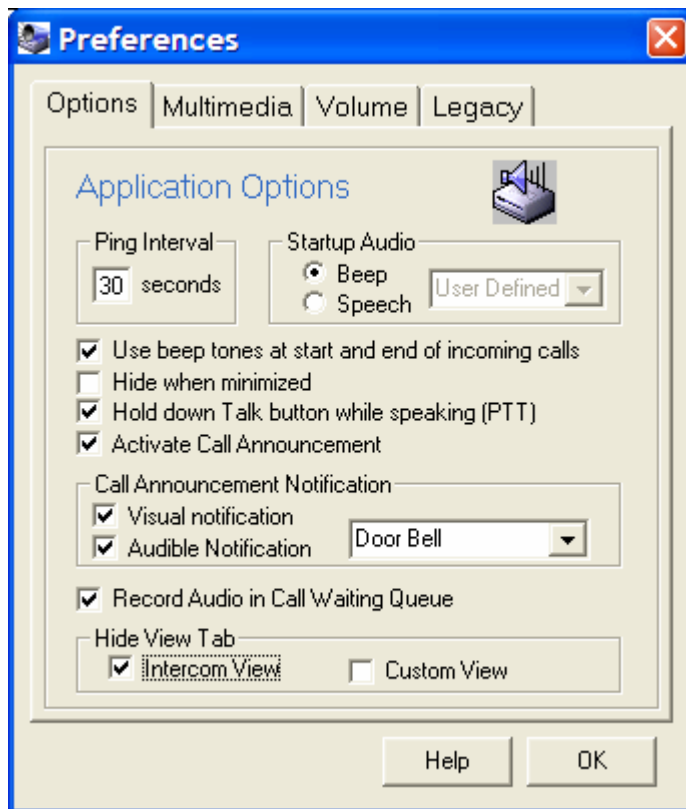 Preferences
Options Multimedia Volume Legacy
Application Options
Ping Interval
30 seconds
Startup Audio
Beep
Speech
User Defined
Use beep tones at start and end of incoming calls
Hide when minimized
Hold down Talk button while speaking (PTT)
Activate Call Announcement
Call Announcement Notification
Visual notification
Audible Notification
Door Bell
Record Audio in Call Waiting Queue
Hide View Tab
Intercom View Custom View
Help OK